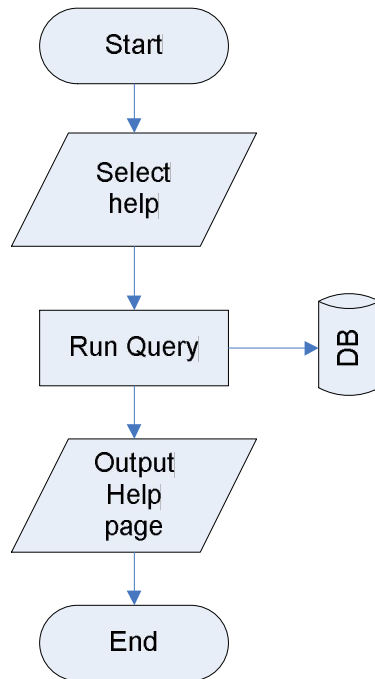 Start
Select
help
Run Query
DB
Output
Help
page
End